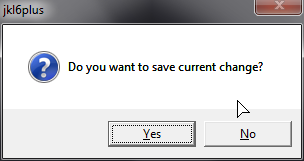 jkl6plus
Do you want to save current change?
Yes
No